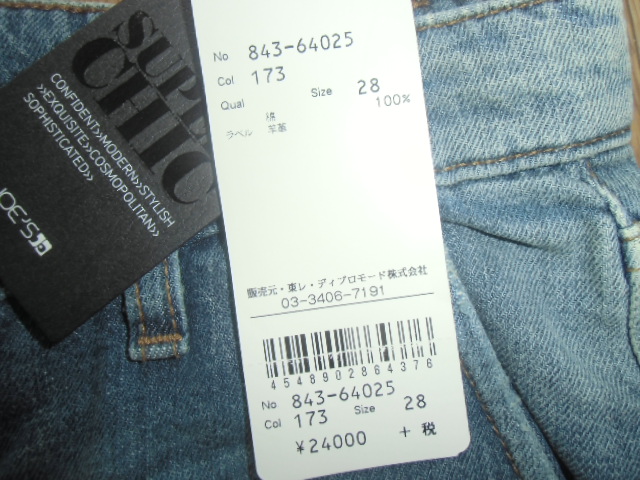 SUPER
CHIC
CONFIDENT>>MODERN>>STYLISH
>>EXQUISITE>>COSMOPOLITAN>>
SOPHISTICATED>>
JOE'S
No 843-64025
Col 173
Size 28
Qual
綿 100%
ラベル 羊革
販売元・東レ・ディプロモード株式会社
03-3406-7191
4548902864376
No 843-64025
Col 173 Size 28
¥24000 + 税